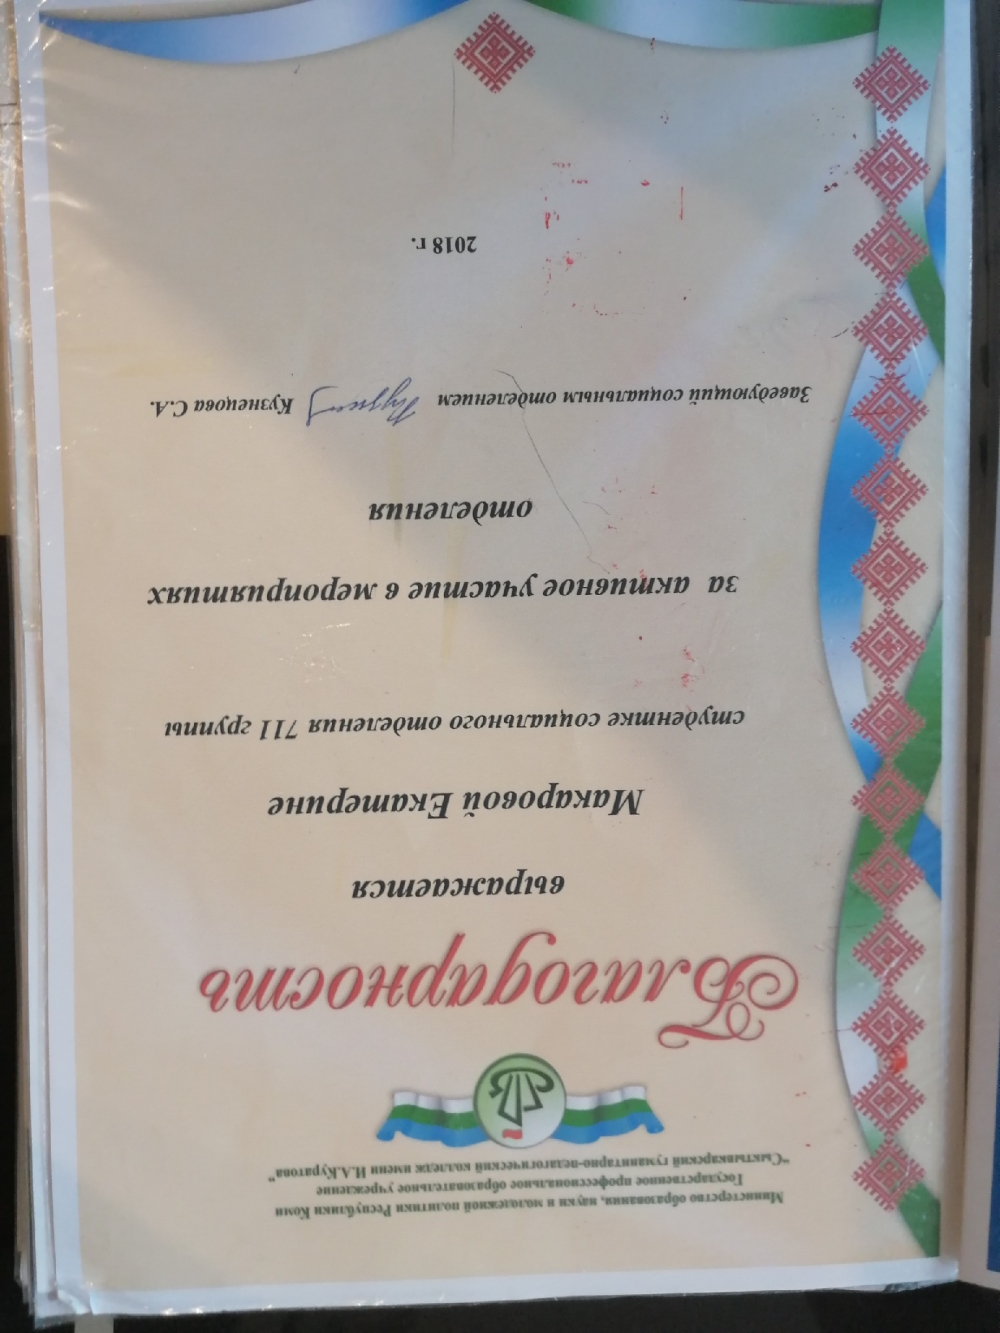 Министерство образования, науки и молодежной политики Республики Коми
Государственное профессиональное образовательное учреждение
"Сыктывкарский гуманитарно-педагогический колледж имени И.А.Куратова"
Благодарность
выражается
Макаровой Екатерине
студентке социального отделения 711 группы
за активное участие в мероприятиях
отделения
Заведующий социальным отделением Кузнецова С.А.
2018 г.